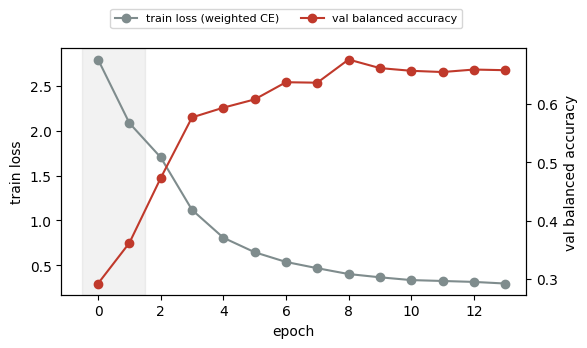 train loss (weighted CE) val balanced accuracy
train loss
2.5
2.0
1.5
1.0
0.5
0.6
0.5
0.4
0.3
val balanced accuracy
0 2 4 6 8 10 12
epoch